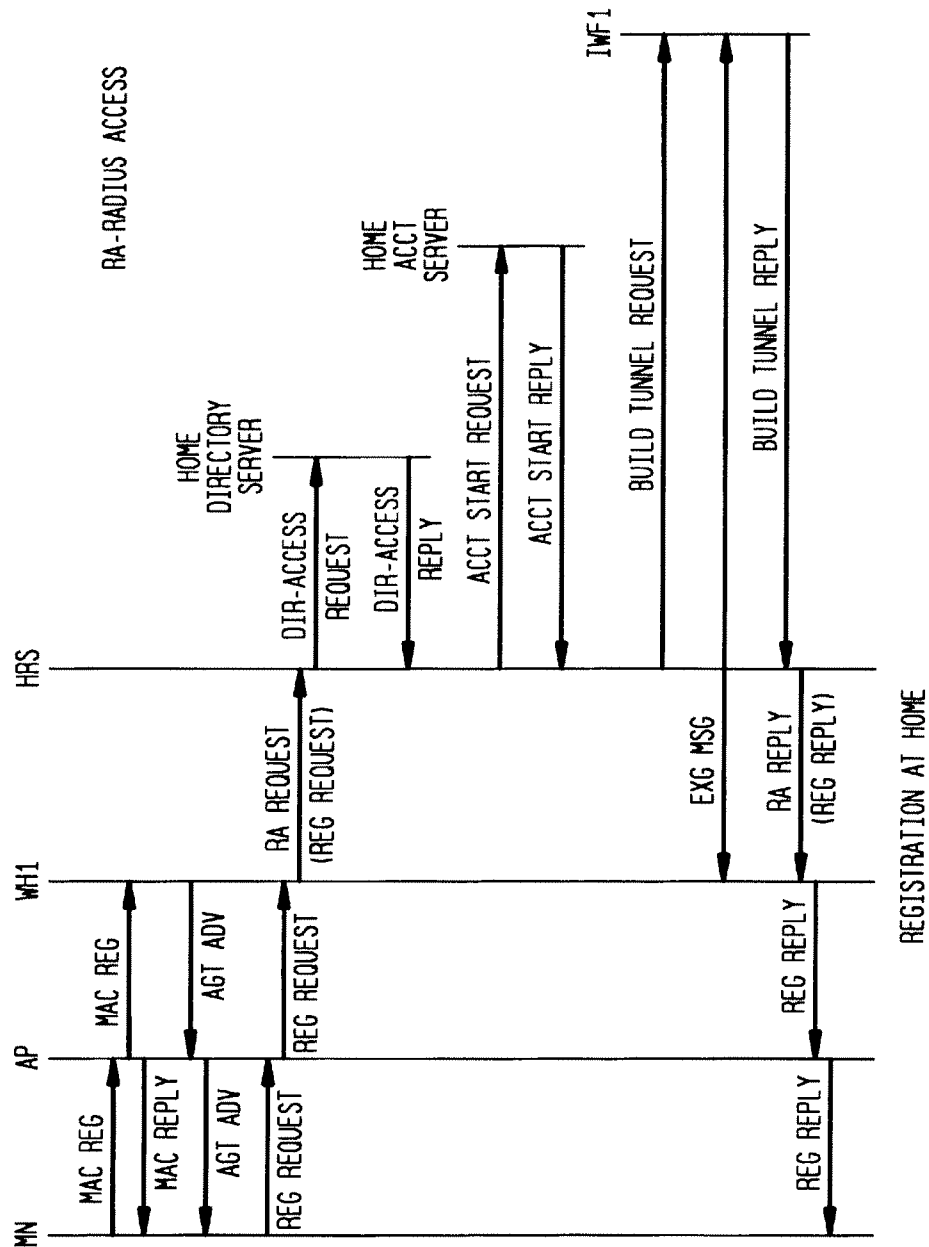 MN
AP
WH1
HRS
IWF1
RA-RADIUS ACCESS
MAC REG
MAC REG
MAC REPLY
AGT ADV
AGT ADV
REG REQUEST
REG REQUEST
RA REQUEST
(REG REQUEST)
HOME
DIRECTORY
SERVER
DIR-ACCESS
REQUEST
DIR-ACCESS
REPLY
HOME
ACCT
SERVER
ACCT START REQUEST
ACCT START REPLY
BUILD TUNNEL REQUEST
EXG MSG
BUILD TUNNEL REPLY
RA REPLY
(REG REPLY)
REG REPLY
REG REPLY
REGISTRATION AT HOME